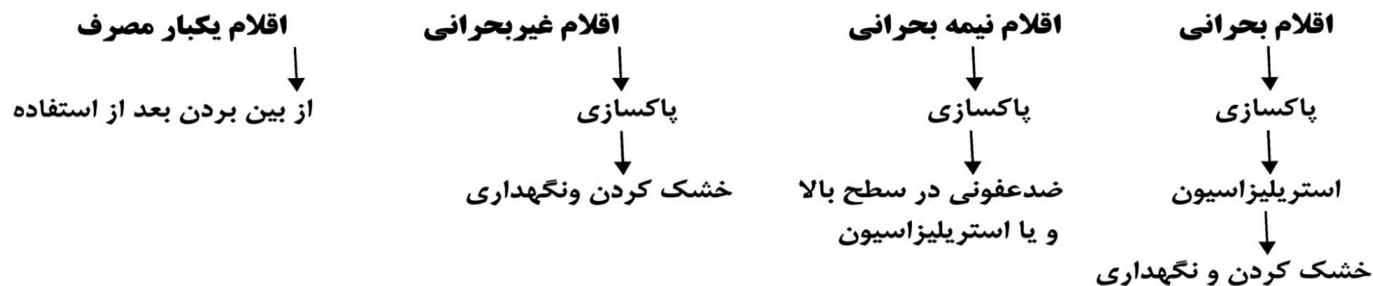 اقلام بحرانی
پاکسازی
استریلیزاسیون
خشک کردن و نگهداری
اقلام نیمه بحرانی
پاکسازی
ضدعفونی در سطح بالا
و یا استریلیزاسیون
اقلام غیربحرانی
پاکسازی
خشک کردن ونگهداری
اقلام یکبار مصرف
از بین بردن بعد از استفاده